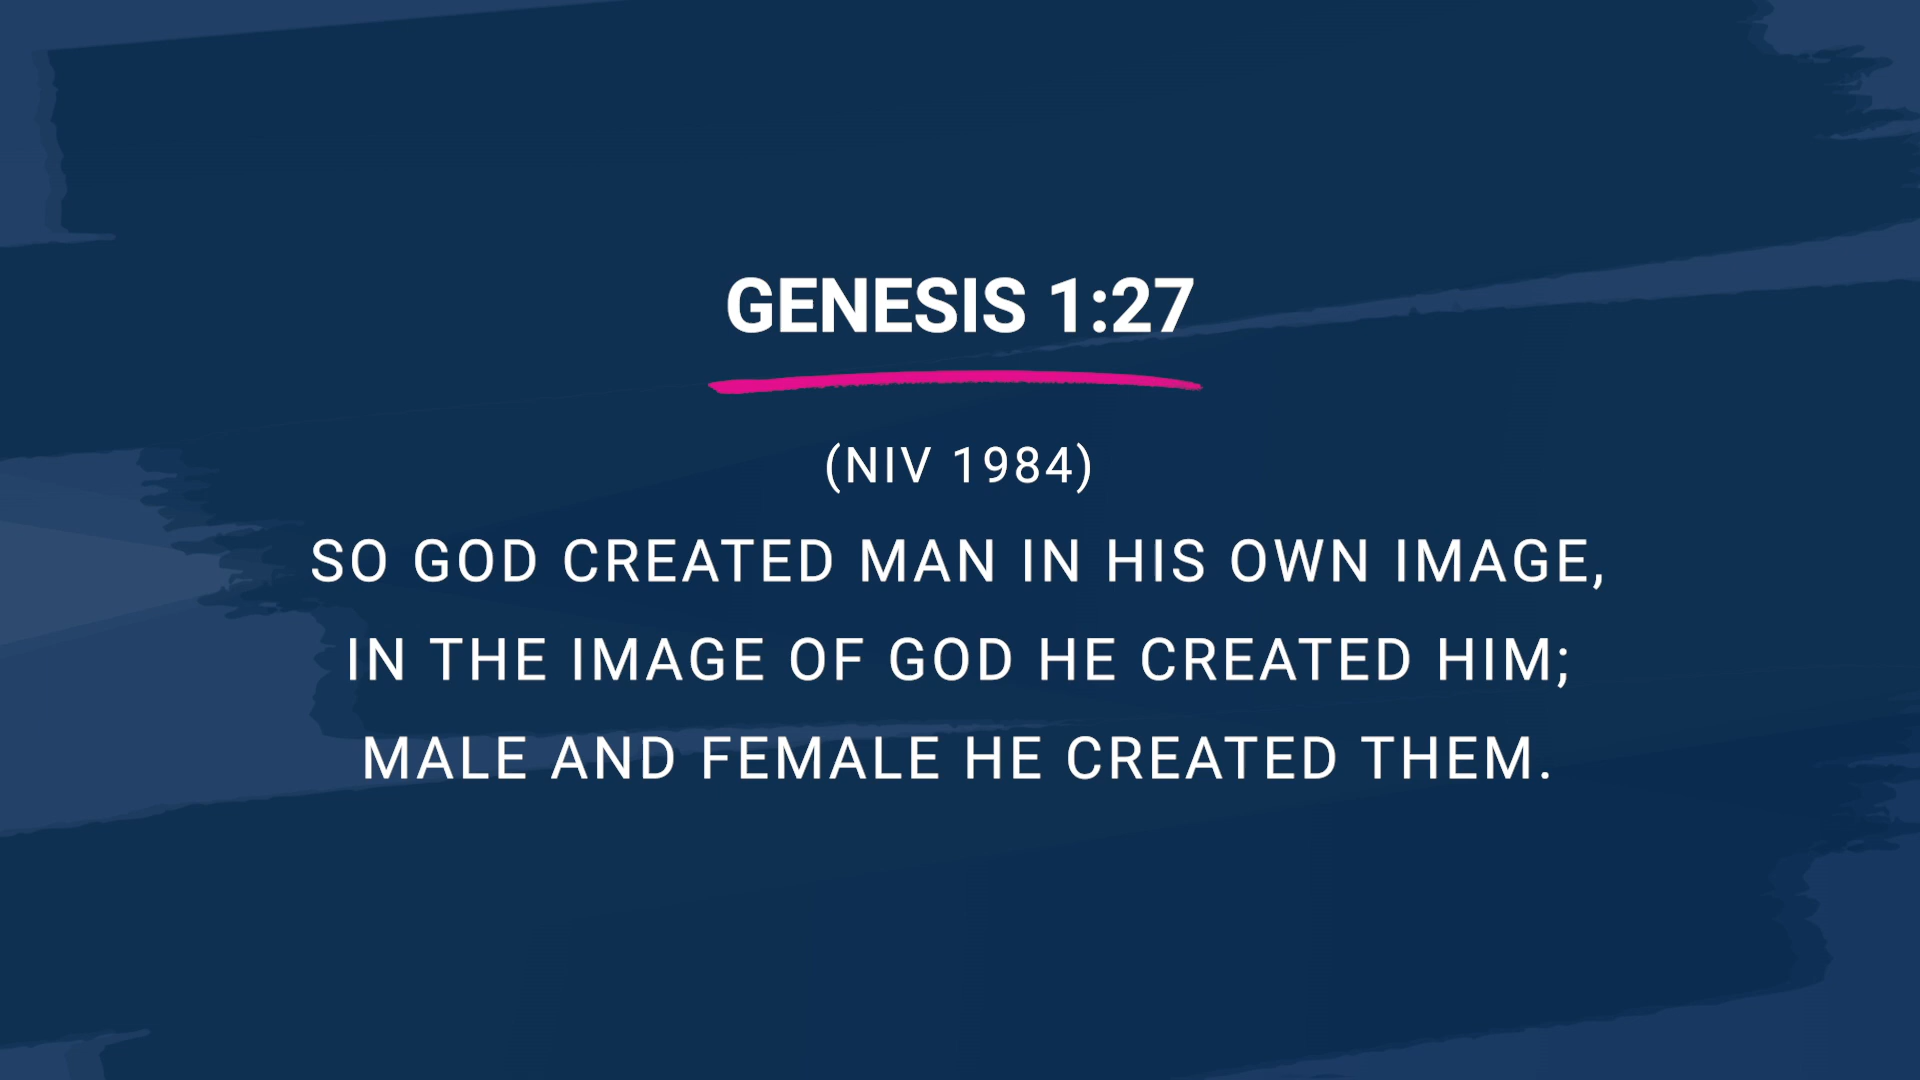 GENESIS 1:27
(NIV 1984)
SO GOD CREATED MAN IN HIS OWN IMAGE,
IN THE IMAGE OF GOD HE CREATED HIM;
MALE AND FEMALE HE CREATED THEM.